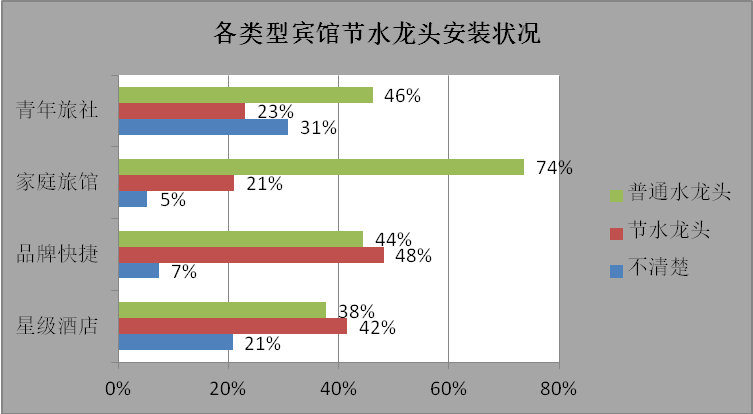 各类型宾馆节水龙头安装状况
青年旅社
46%
23%
31%
家庭旅馆
74%
21%
5%
品牌快捷
44%
48%
7%
星级酒店
38%
42%
21%
0%
20%
40%
60%
80%
普通水龙头
节水龙头
不清楚